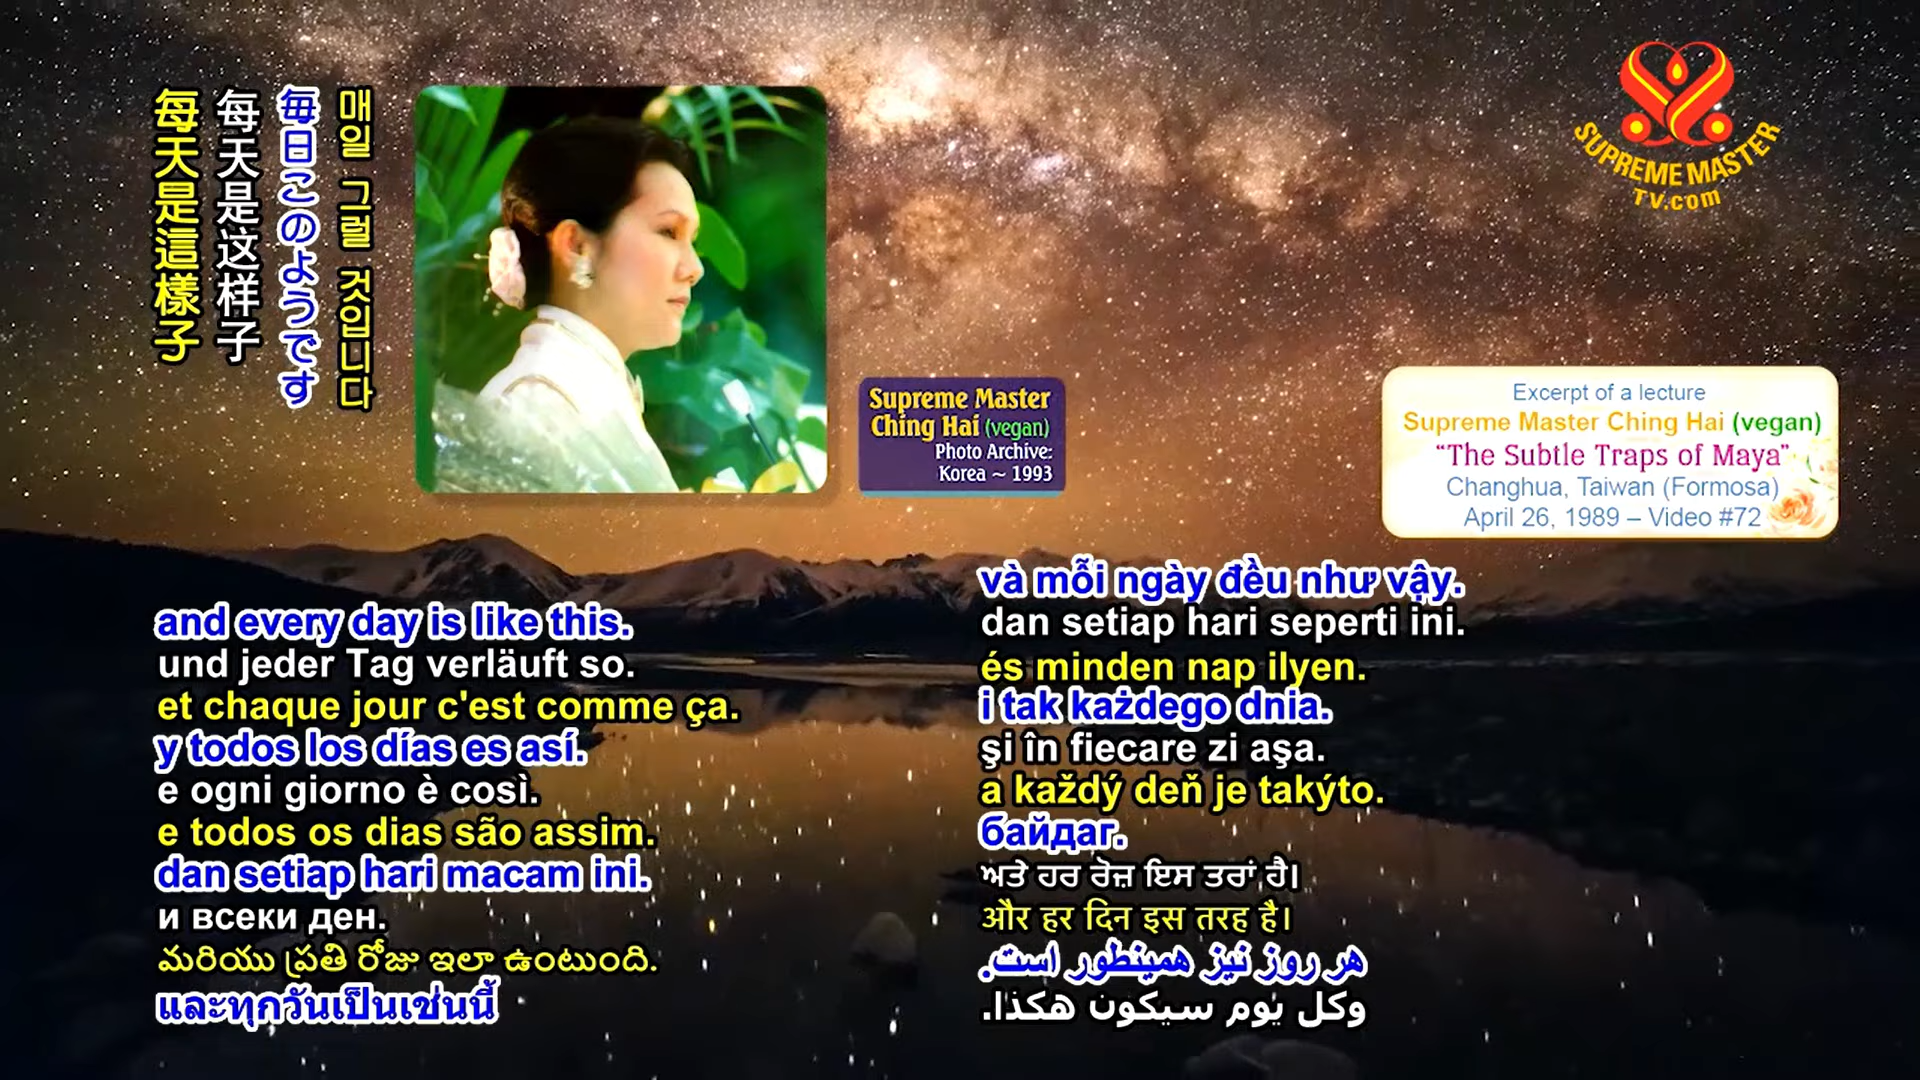 每天是這樣子
每天是这样子
毎日このようです
매일 그럴 것입니다
SUPREME MASTER
TV.com
Supreme Master
Ching Hai (vegan)
Photo Archive:
Korea ~ 1993
Excerpt of a lecture
Supreme Master Ching Hai (vegan)
“The Subtle Traps of Maya”
Changhua, Taiwan (Formosa)
April 26, 1989 – Video #72
and every day is like this.
und jeder Tag verläuft so.
et chaque jour c'est comme ça.
y todos los días es así.
e ogni giorno è così.
e todos os dias são assim.
dan setiap hari macam ini.
и всеки ден.
మరియు ప్రతి రోజు ఇలా ఉంటుంది.
และทุกวันเป็นเช่นนี้
và mỗi ngày đều như vậy.
dan setiap hari seperti ini.
és minden nap ilyen.
i tak każdego dnia.
şi în fiecare zi aşa.
a každý deň je takýto.
байдаг.
ਅਤੇ ਹਰ ਰੋਜ਼ ਇਸ ਤਰਾਂ ਹੈ।
और हर दिन इस तरह है।
هر روز نیز همینطور است.
وكل يوم سيكون هكذا.